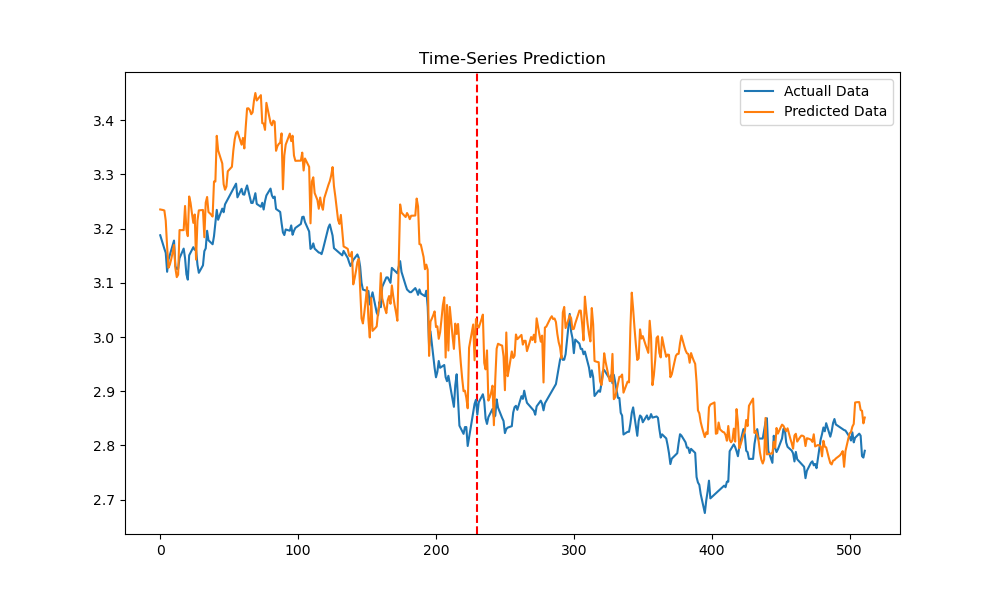 Time-Series Prediction
Actuall Data
Predicted Data
3.4
3.3
3.2
3.1
3.0
2.9
2.8
2.7
0 100 200 300 400 500